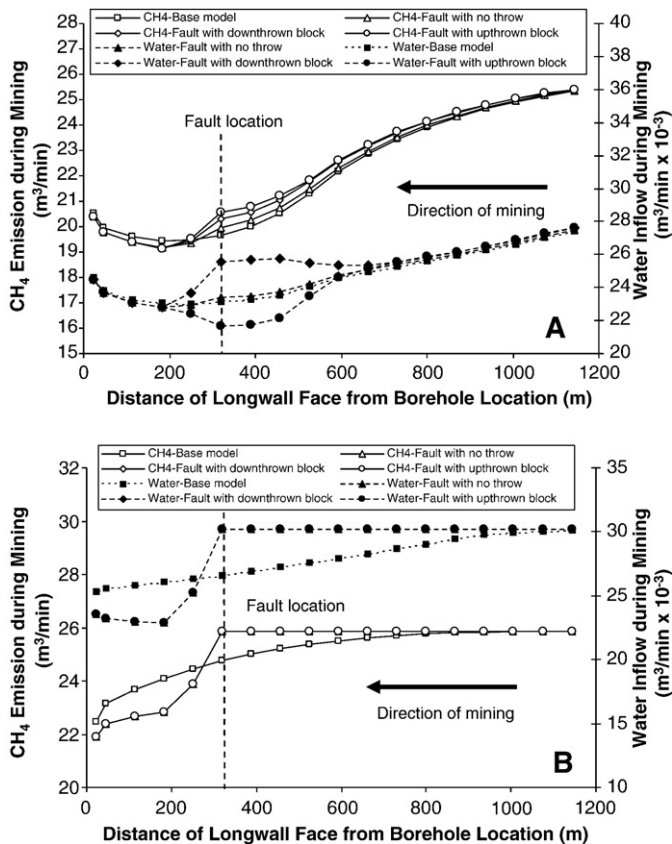 CH4-Base model
CH4-Fault with no throw
CH4-Fault with downthrown block
CH4-Fault with upthrown block
Water-Fault with no throw
Water-Base model
Water-Fault with downthrown block
Water-Fault with upthrown block
28
27
26
25
24
23
22
21
20
19
18
17
16
15
40
38
36
34
32
30
28
26
24
22
20
CH4 Emission during Mining
(m³/min)
Water Inflow during Mining
(m³/min x 10⁻³)
Fault location
Direction of mining
A
0 200 400 600 800 1000 1200
Distance of Longwall Face from Borehole Location (m)
CH4-Base model
CH4-Fault with no throw
CH4-Fault with downthrown block
CH4-Fault with upthrown block
Water-Base model
Water-Fault with no throw
Water-Fault with downthrown block
Water-Fault with upthrown block
32
30
28
26
24
22
20
35
30
25
20
15
10
CH₄ Emission during Mining
(m³/min)
Water Inflow during Mining
(m³/min x 10⁻³)
Fault location
Direction of mining
B
0 200 400 600 800 1000 1200
Distance of Longwall Face from Borehole Location (m)